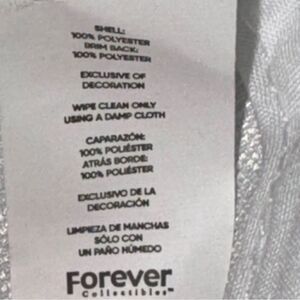 SHELL:
100% POLYESTER
BRIM BACK:
100% POLYESTER
EXCLUSIVE OF
DECORATION
WIPE CLEAN ONLY
USING A DAMP CLOTH
CAPARAZÓN:
100% POLIÉSTER
ATRÁS BORDE:
100% POLIÉSTER
EXCLUSIVO DE LA
DECORACIÓN
LIMPIEZA DE MANCHAS
SÓLO CON
UN PAÑO HÚMEDO
Forever
Collectibles™